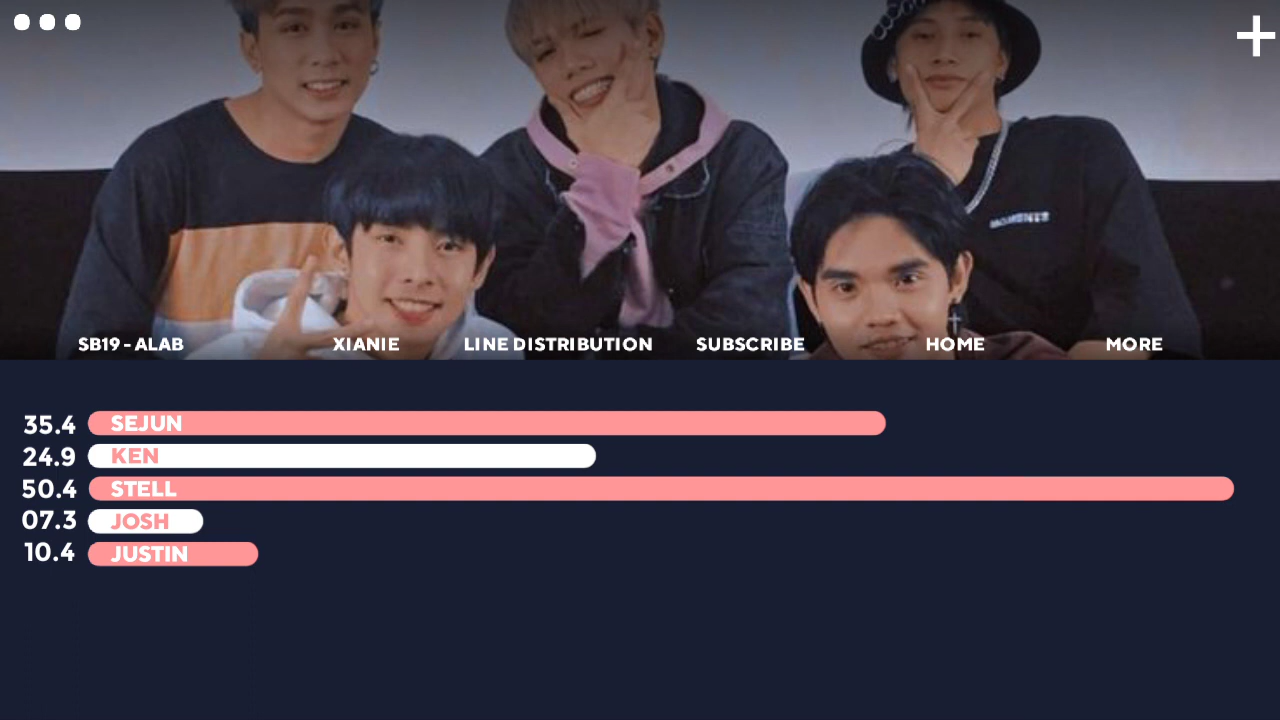 SB19 - ALAB XIANIE LINE DISTRIBUTION SUBSCRIBE HOME MORE
35.4 SEJUN
24.9 KEN
50.4 STELL
07.3 JOSH
10.4 JUSTIN